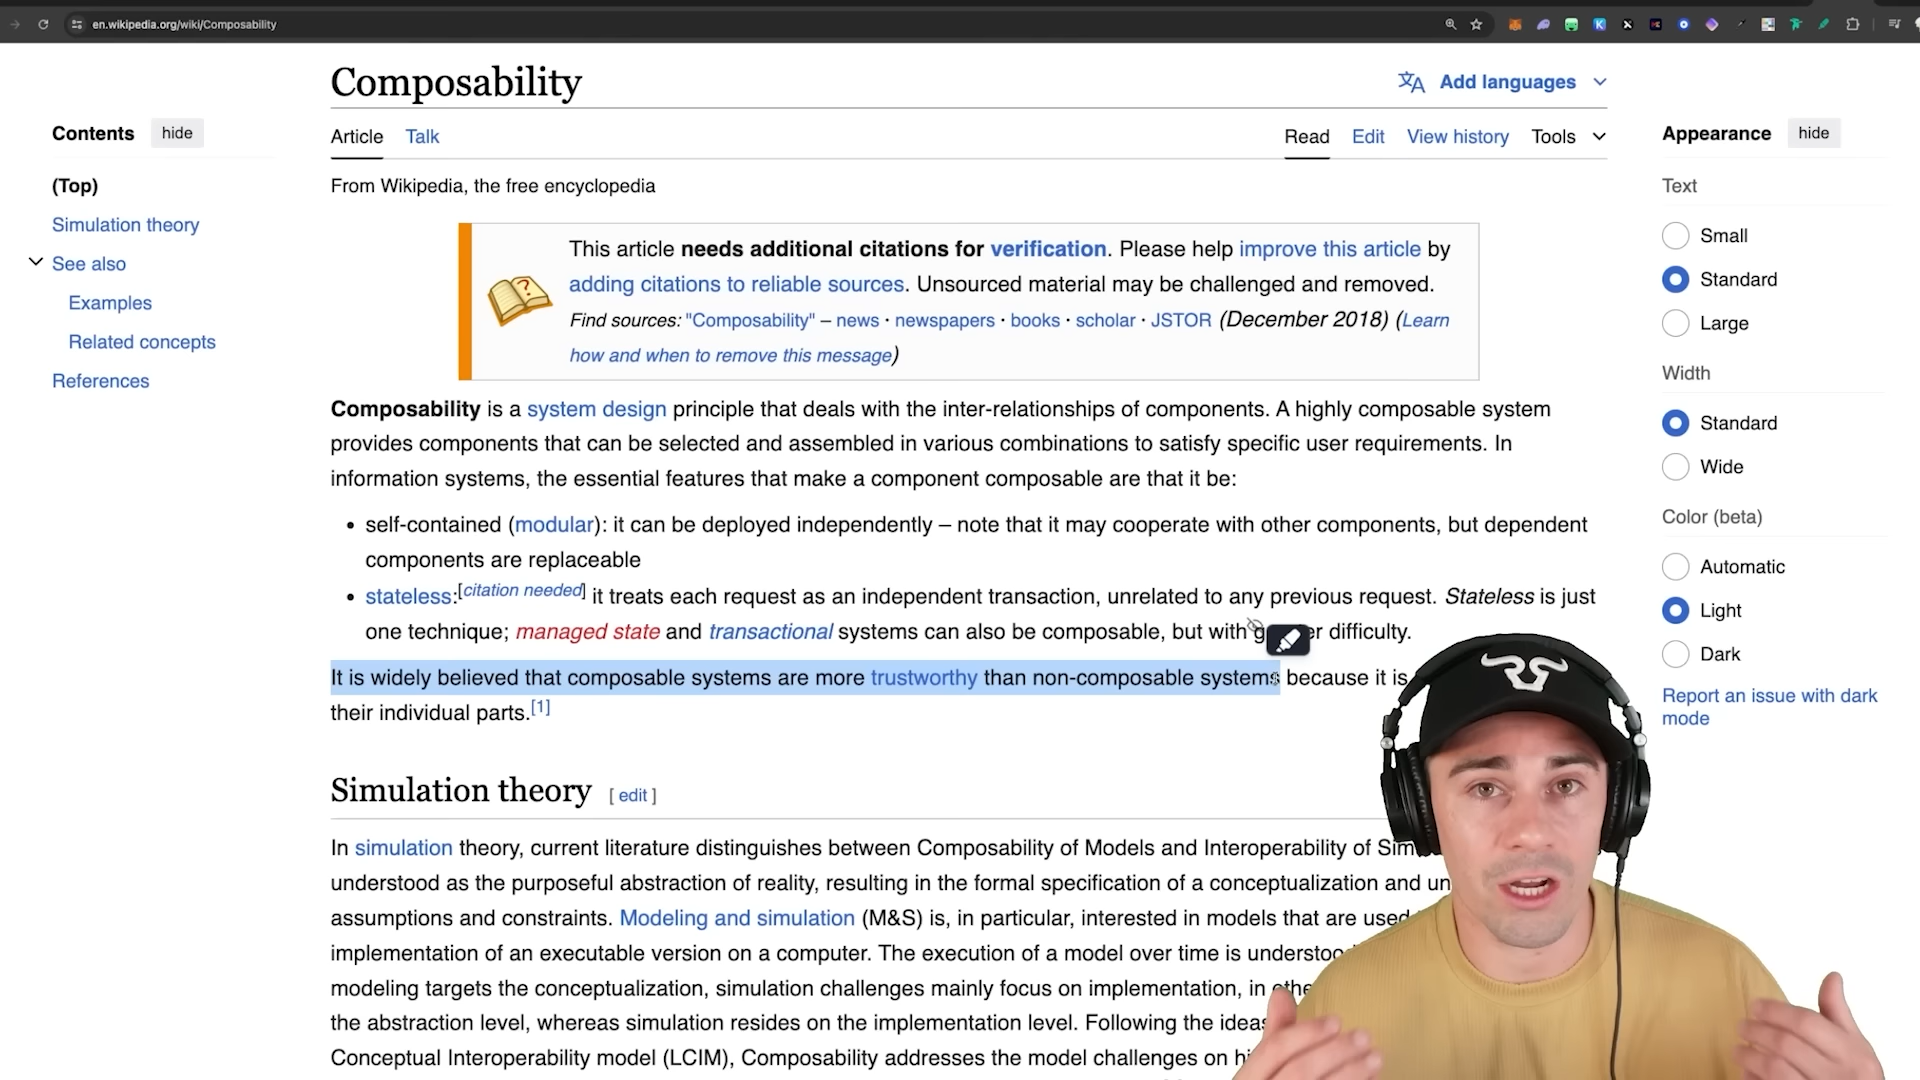 en.wikipedia.org/wiki/Composability
Composability
Add languages
Contents hide
Article Talk Read Edit View history Tools
Appearance hide
(Top)
Simulation theory
See also
Examples
Related concepts
References
From Wikipedia, the free encyclopedia
This article needs additional citations for verification. Please help improve this article by
adding citations to reliable sources. Unsourced material may be challenged and removed.
Find sources: "Composability" – news · newspapers · books · scholar · JSTOR (December 2018) (Learn
how and when to remove this message)
Composability is a system design principle that deals with the inter-relationships of components. A highly composable system
provides components that can be selected and assembled in various combinations to satisfy specific user requirements. In
information systems, the essential features that make a component composable are that it be:
• self-contained (modular): it can be deployed independently – note that it may cooperate with other components, but dependent
components are replaceable
• stateless:[citation needed] it treats each request as an independent transaction, unrelated to any previous request. Stateless is just
one technique; managed state and transactional systems can also be composable, but with difficulty.
It is widely believed that composable systems are more trustworthy than non-composable systems because it is
their individual parts.[1]
Simulation theory [ edit ]
In simulation theory, current literature distinguishes between Composability of Models and Interoperability of
understood as the purposeful abstraction of reality, resulting in the formal specification of a conceptualization and
assumptions and constraints. Modeling and simulation (M&S) is, in particular, interested in models that are used
implementation of an executable version on a computer. The execution of a model over time is
modeling targets the conceptualization, simulation challenges mainly focus on implementation, in
the abstraction level, whereas simulation resides on the implementation level. Following the ideas
Conceptual Interoperability model (LCIM), Composability addresses the model challenges on
Text
Small
Standard
Large
Width
Standard
Wide
Color (beta)
Automatic
Light
Dark
Report an issue with dark
mode